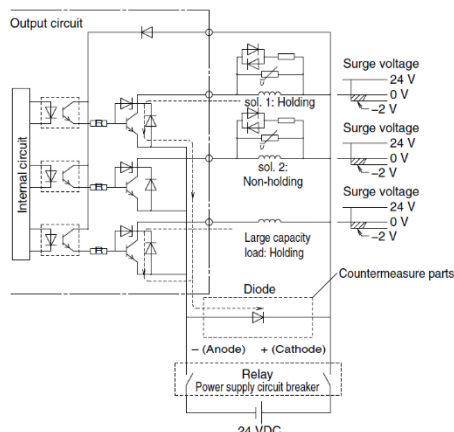 Output circuit
Internal circuit
sol. 1: Holding
sol. 2:
Non-holding
Large capacity
load: Holding
Surge voltage
24 V
0 V
−2 V
Surge voltage
24 V
0 V
−2 V
Surge voltage
24 V
0 V
−2 V
Countermeasure parts
Diode
− (Anode) + (Cathode)
Relay
Power supply circuit breaker
24 VDC